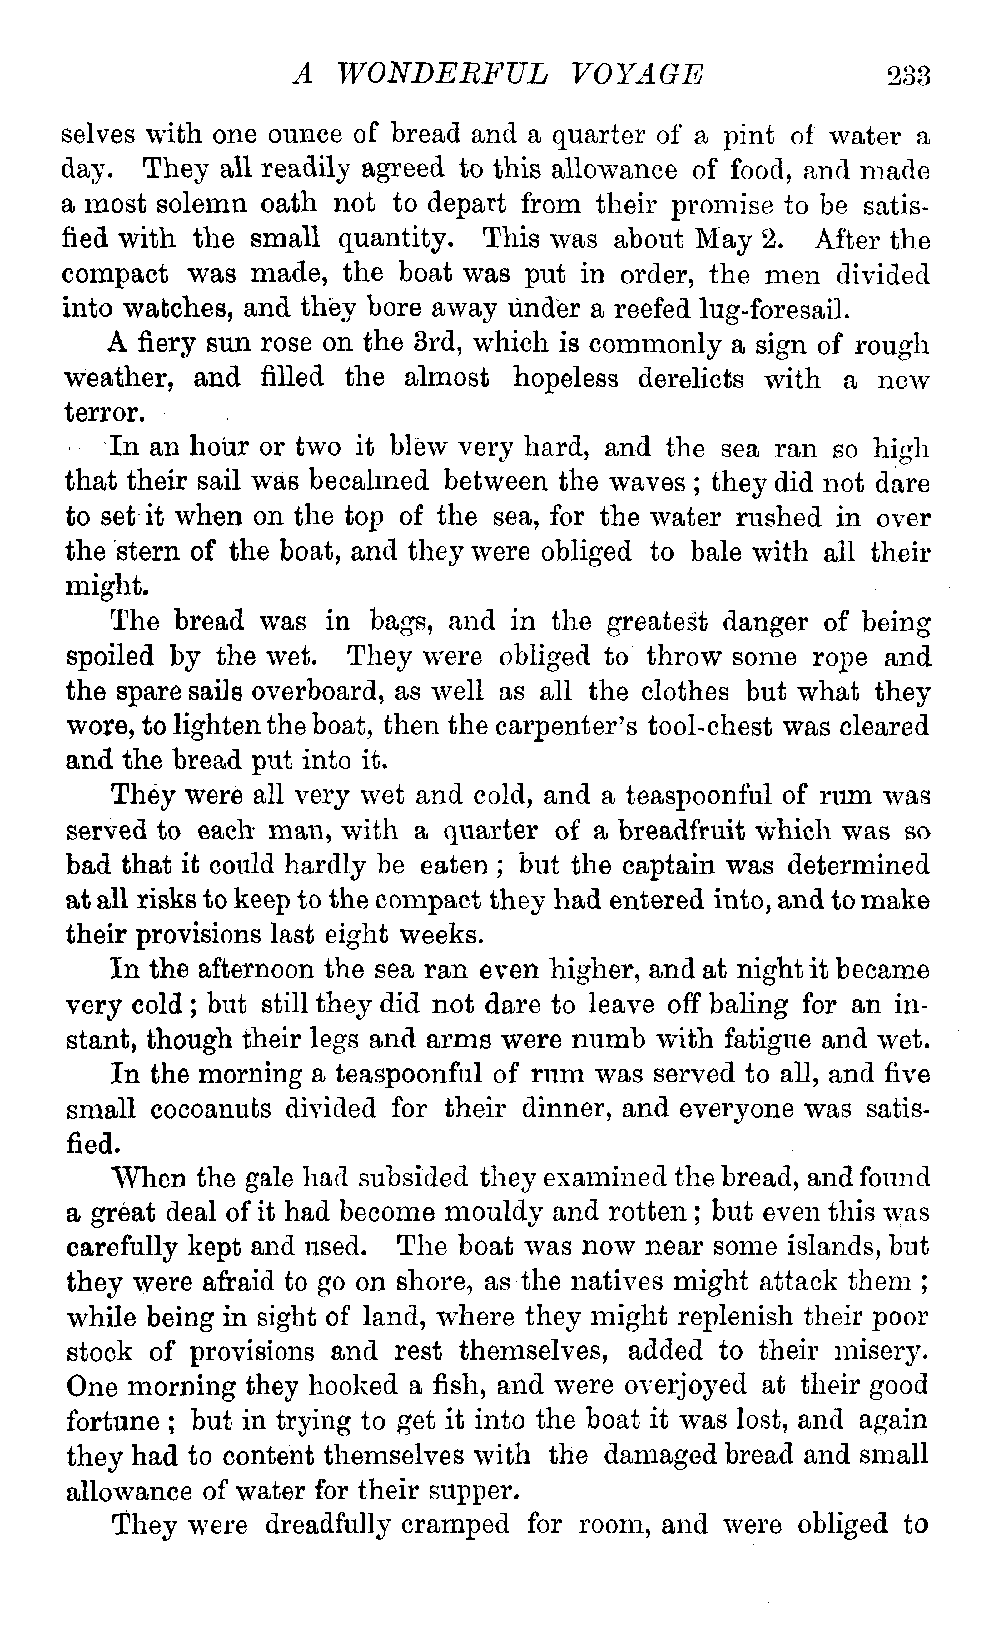 A WONDERFUL VOYAGE 233
selves with one ounce of bread and a quarter of a pint of water a
day. They all readily agreed to this allowance of food, and made
a most solemn oath not to depart from their promise to be satis-
fied with the small quantity. This was about May 2. After the
compact was made, the boat was put in order, the men divided
into watches, and they bore away under a reefed lug-foresail.
A fiery sun rose on the 3rd, which is commonly a sign of rough
weather, and filled the almost hopeless derelicts with a new
terror.
In an hour or two it blew very hard, and the sea ran so high
that their sail was becalmed between the waves ; they did not dare
to set it when on the top of the sea, for the water rushed in over
the stern of the boat, and they were obliged to bale with all their
might.
The bread was in bags, and in the greatest danger of being
spoiled by the wet. They were obliged to throw some rope and
the spare sails overboard, as well as all the clothes but what they
wore, to lighten the boat, then the carpenter's tool-chest was cleared
and the bread put into it.
They were all very wet and cold, and a teaspoonful of rum was
served to each man, with a quarter of a breadfruit which was so
bad that it could hardly be eaten ; but the captain was determined
at all risks to keep to the compact they had entered into, and to make
their provisions last eight weeks.
In the afternoon the sea ran even higher, and at night it became
very cold ; but still they did not dare to leave off baling for an in-
stant, though their legs and arms were numb with fatigue and wet.
In the morning a teaspoonful of rum was served to all, and five
small cocoanuts divided for their dinner, and everyone was satis-
fied.
When the gale had subsided they examined the bread, and found
a great deal of it had become mouldy and rotten ; but even this was
carefully kept and used. The boat was now near some islands, but
they were afraid to go on shore, as the natives might attack them ;
while being in sight of land, where they might replenish their poor
stock of provisions and rest themselves, added to their misery.
One morning they hooked a fish, and were overjoyed at their good
fortune ; but in trying to get it into the boat it was lost, and again
they had to content themselves with the damaged bread and small
allowance of water for their supper.
They were dreadfully cramped for room, and were obliged to